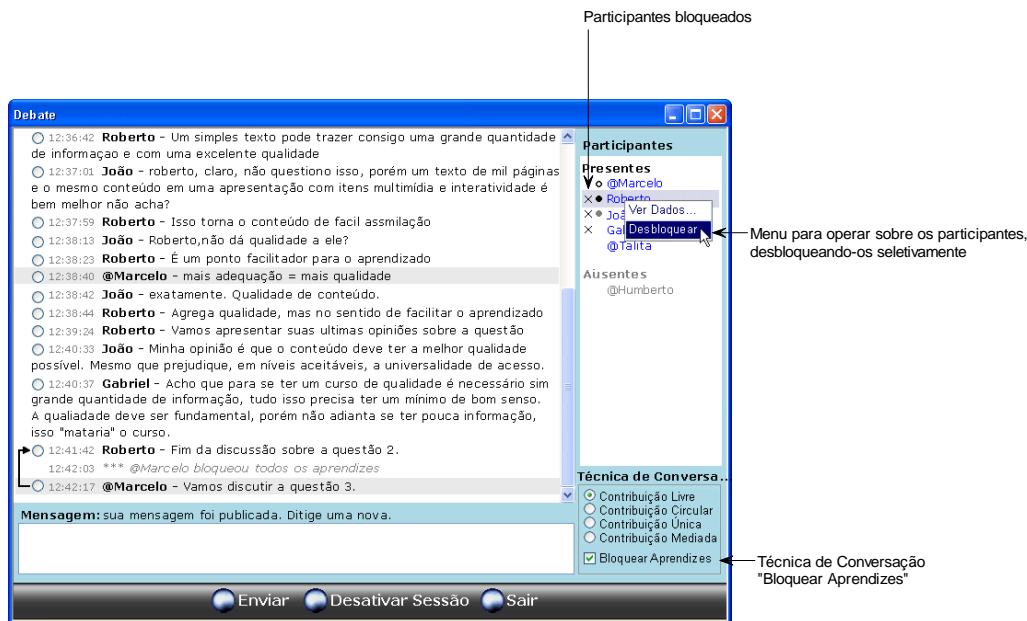 Participantes bloqueados
Debate
12:36:42 Roberto - Um simples texto pode trazer consigo uma grande quantidade
de informaçao e com uma excelente qualidade
12:37:01 João - roberto, claro, não questiono isso, porém um texto de mil páginas
e o mesmo conteúdo em uma apresentação com itens multimídia e interatividade é
bem melhor não acha?
12:37:59 Roberto - Isso torna o conteúdo de facil assmilação
12:38:13 João - Roberto,não dá qualidade a ele?
12:38:23 Roberto - É um ponto facilitador para o aprendizado
12:38:40 @Marcelo - mais adequação = mais qualidade
12:38:42 João - exatamente. Qualidade de conteúdo.
12:38:44 Roberto - Agrega qualidade, mas no sentido de facilitar o aprendizado
12:39:24 Roberto - Vamos apresentar suas ultimas opiniões sobre a questão
12:40:33 João - Minha opinião é que o conteúdo deve ter a melhor qualidade
possível. Mesmo que prejudique, em níveis aceitáveis, a universalidade de acesso.
12:40:37 Gabriel - Acho que para se ter um curso de qualidade é necessário sim
grande quantidade de informação, tudo isso precisa ter um mínimo de bom senso.
A qualiadade deve ser fundamental, porém não adianta se ter pouca informação,
isso "mataria" o curso.
12:41:42 Roberto - Fim da discussão sobre a questão 2.
12:42:03 *** @Marcelo bloqueou todos os aprendizes
12:42:17 @Marcelo - Vamos discutir a questão 3.
Mensagem: sua mensagem foi publicada. Ditige uma nova.
Enviar Desativar Sessão Sair
Participantes
Presentes
@Marcelo
Roberto
Joã
Gab
@Talita
Ausentes
@Humberto
Ver Dados...
Desbloquear
Menu para operar sobre os participantes,
desbloqueando-os seletivamente
Técnica de Conversa...
Contribuição Livre
Contribuição Circular
Contribuição Única
Contribuição Mediada
Bloquear Aprendizes
Técnica de Conversação
"Bloquear Aprendizes"